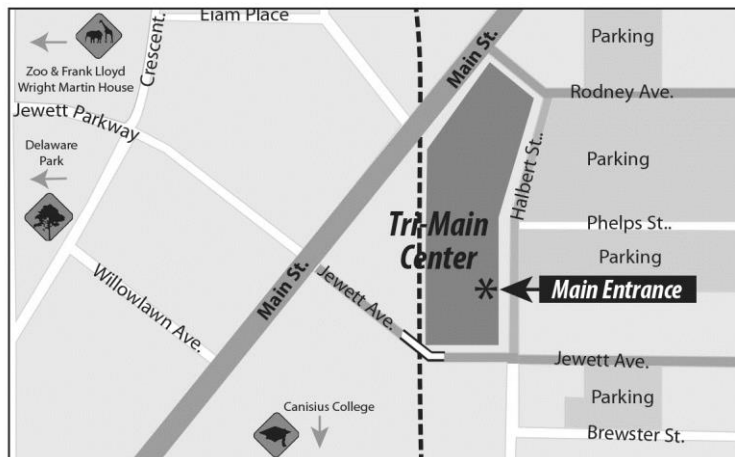 Elam Place
Main St.
Parking
Crescent.
Zoo & Frank Lloyd
Wright Martin House
Rodney Ave.
Jewett Parkway
Delaware
Park
Parking
Halbert St..
Tri-Main
Center
Phelps St..
Parking
Willowlawn Ave.
Main St.
Main Entrance
Jewett Ave.
Jewett Ave.
Parking
Canisius College
Brewster St.